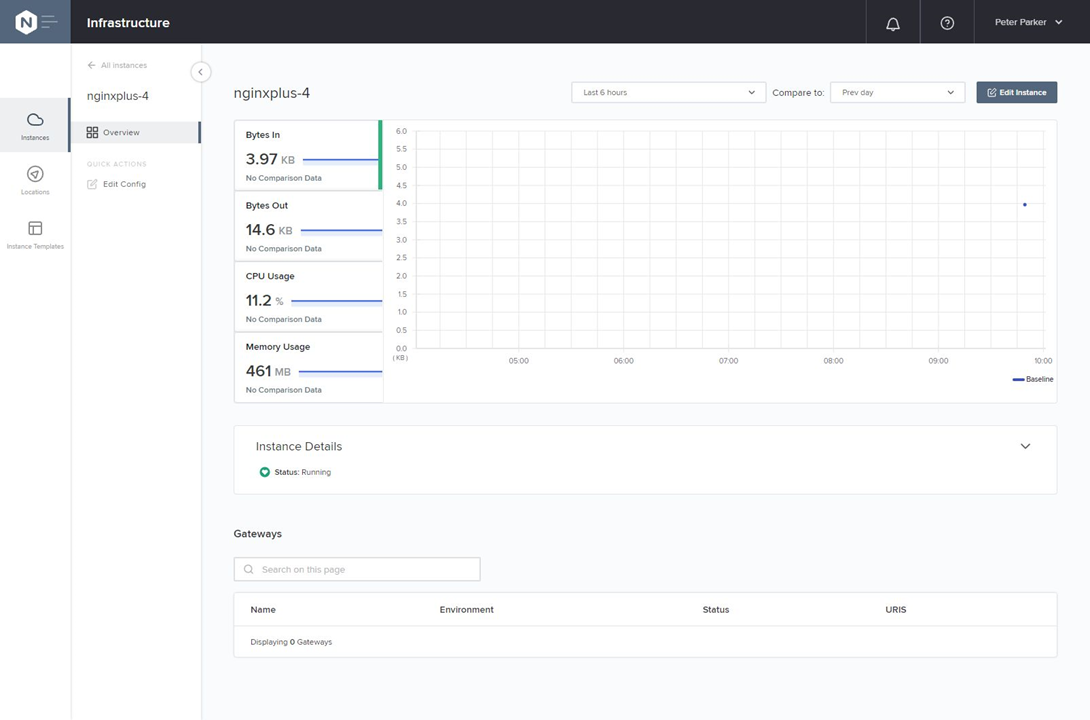 N
Infrastructure
Peter Parker
All instances
nginxplus-4
Overview
QUICK ACTIONS
Edit Config
Instances
Locations
Instance Templates
nginxplus-4
Last 6 hours
Compare to:
Prev day
Edit Instance
Bytes In
3.97 KB
No Comparison Data
Bytes Out
14.6 KB
No Comparison Data
CPU Usage
11.2 %
No Comparison Data
Memory Usage
461 MB
No Comparison Data
6.0
5.5
5.0
4.5
4.0
3.5
3.0
2.5
2.0
1.5
1.0
0.5
0.0
(KB)
05:00 06:00 07:00 08:00 09:00 10:00
Baseline
Instance Details
Status: Running
Gateways
Search on this page
Name Environment Status URIS
Displaying 0 Gateways